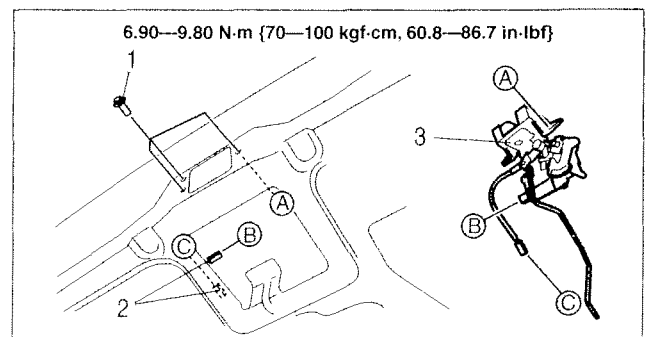 6.90---9.80 N·m {70—100 kgf·cm, 60.8—86.7 in·lbf}
1
A
3
A
C
B
B
2
C